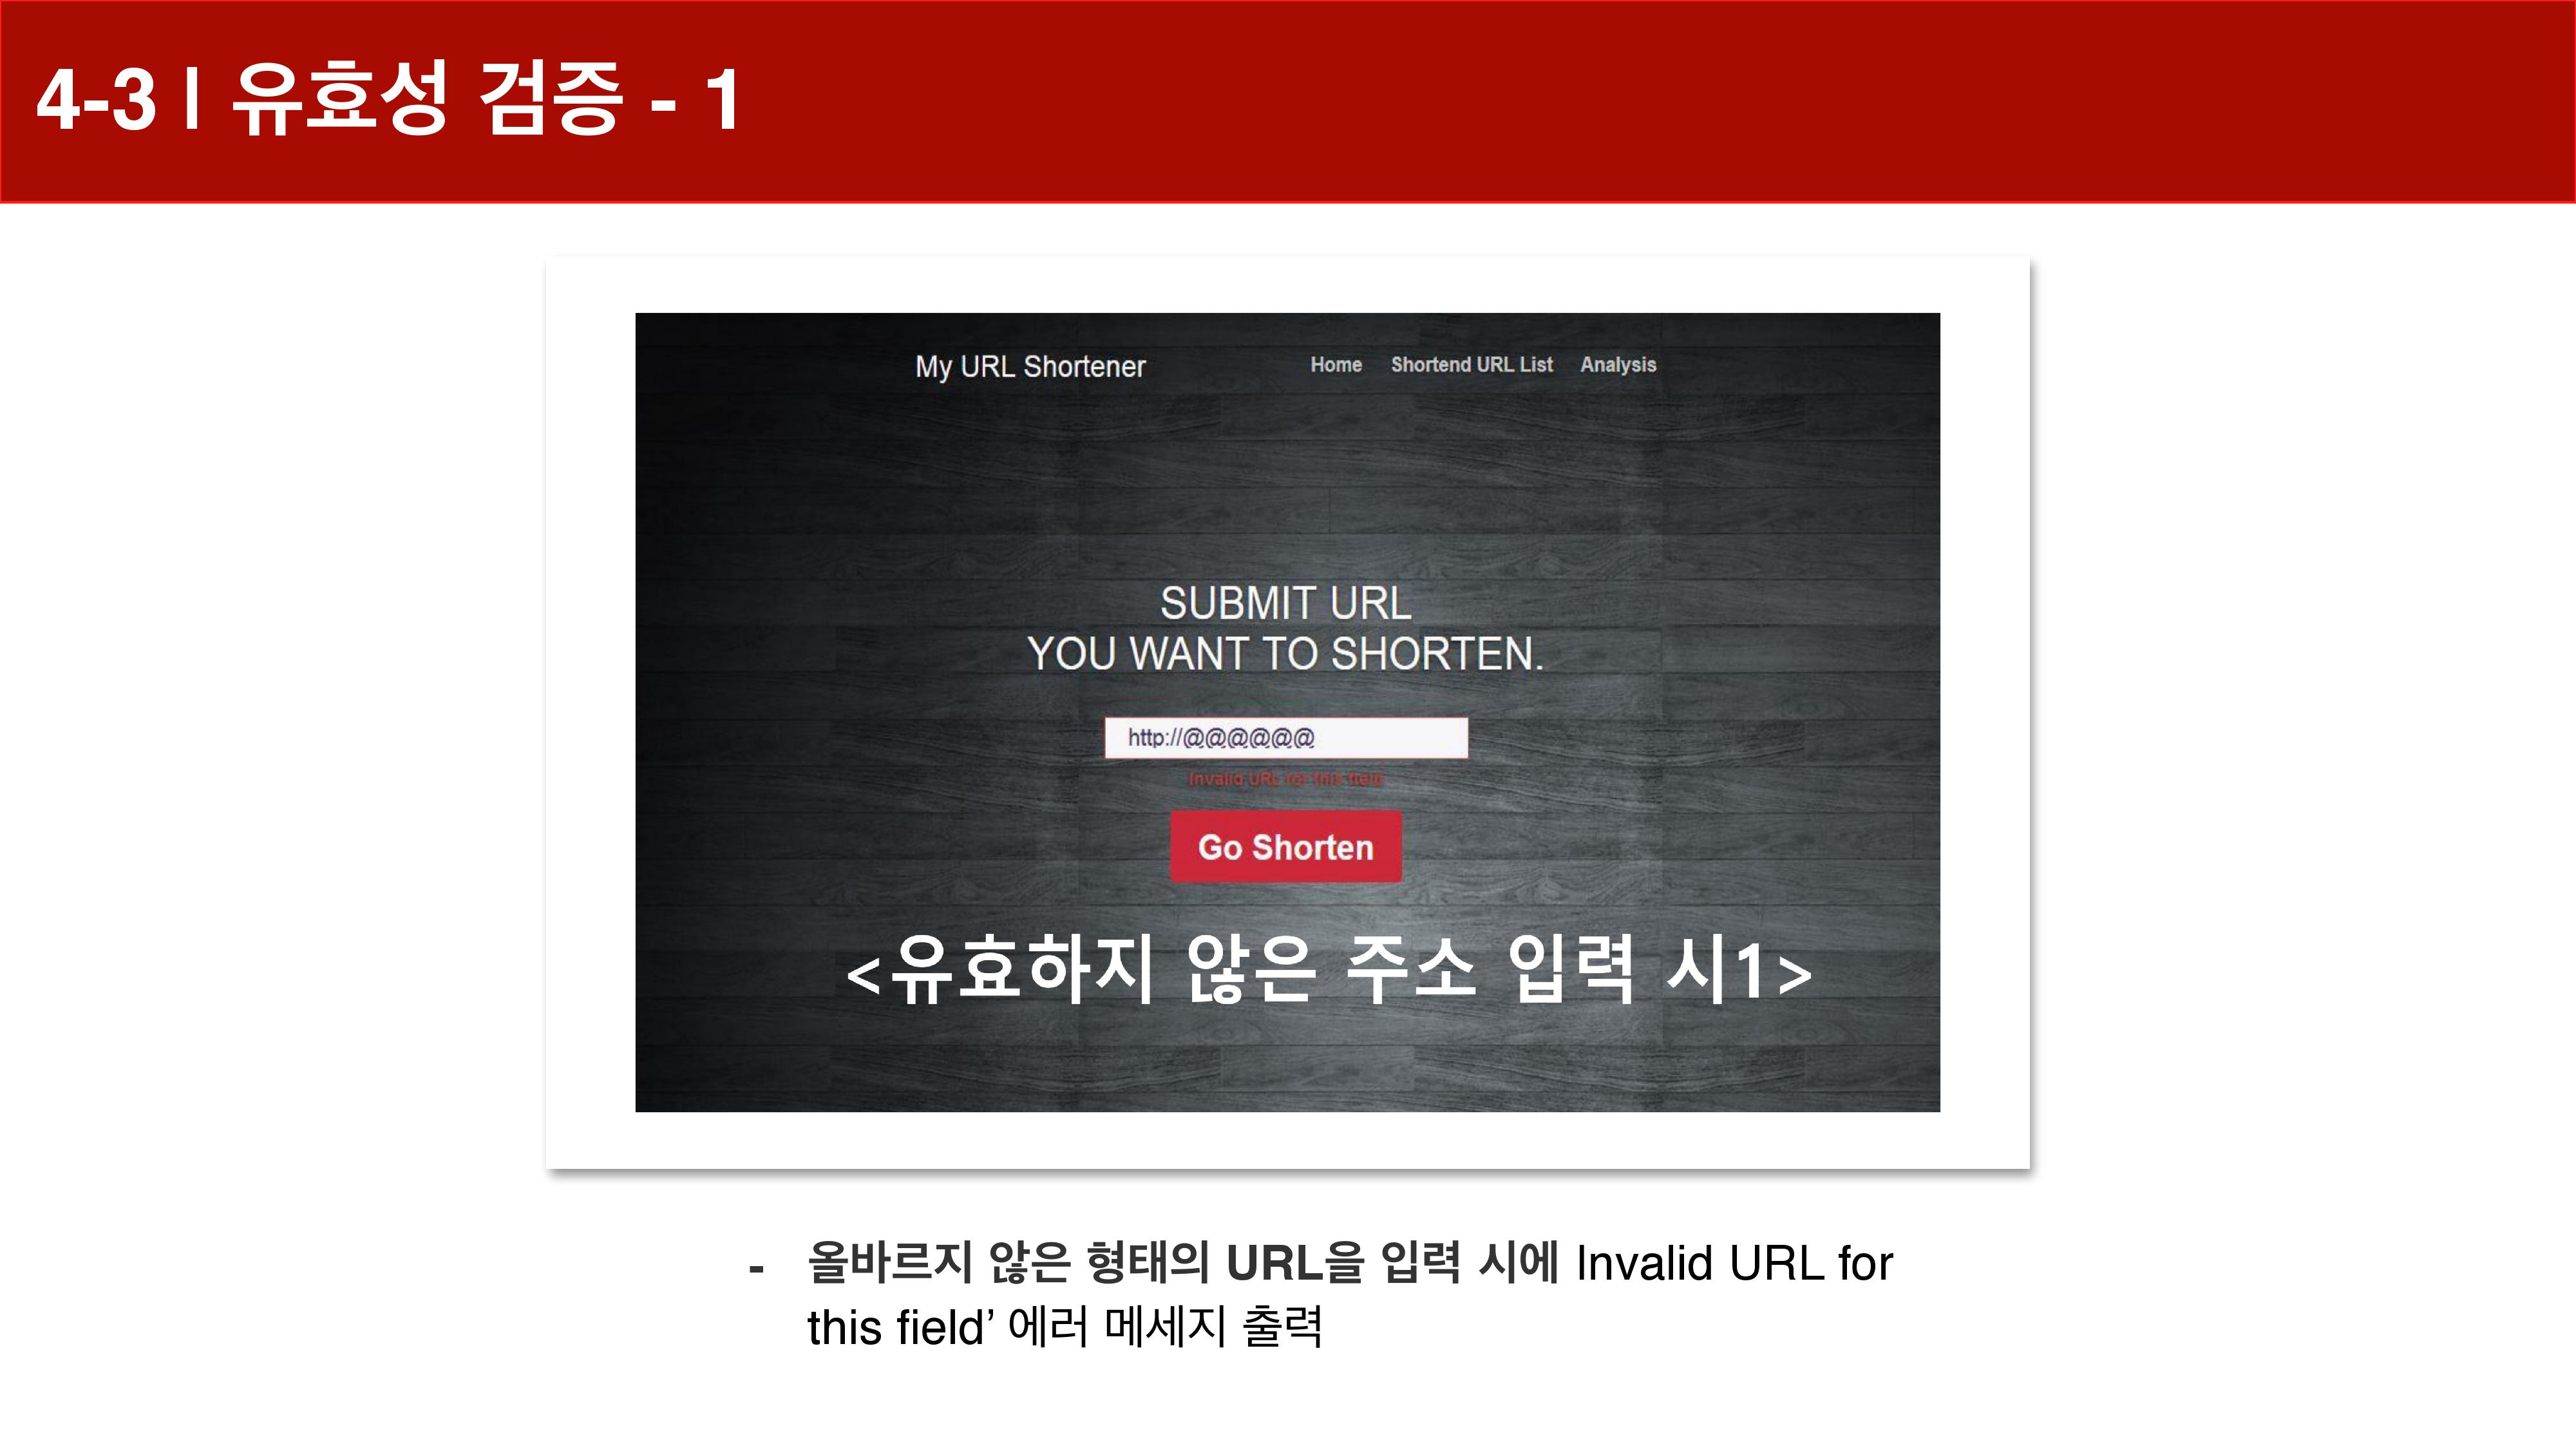 4-3 | 유효성 검증 - 1
My URL Shortener
Home Shortend URL List Analysis
SUBMIT URL
YOU WANT TO SHORTEN.
http://@@@@@@
Invalid URL for this field
Go Shorten
<유효하지 않은 주소 입력 시1>
- 올바르지 않은 형태의 URL을 입력 시에 Invalid URL for
this field’ 에러 메세지 출력